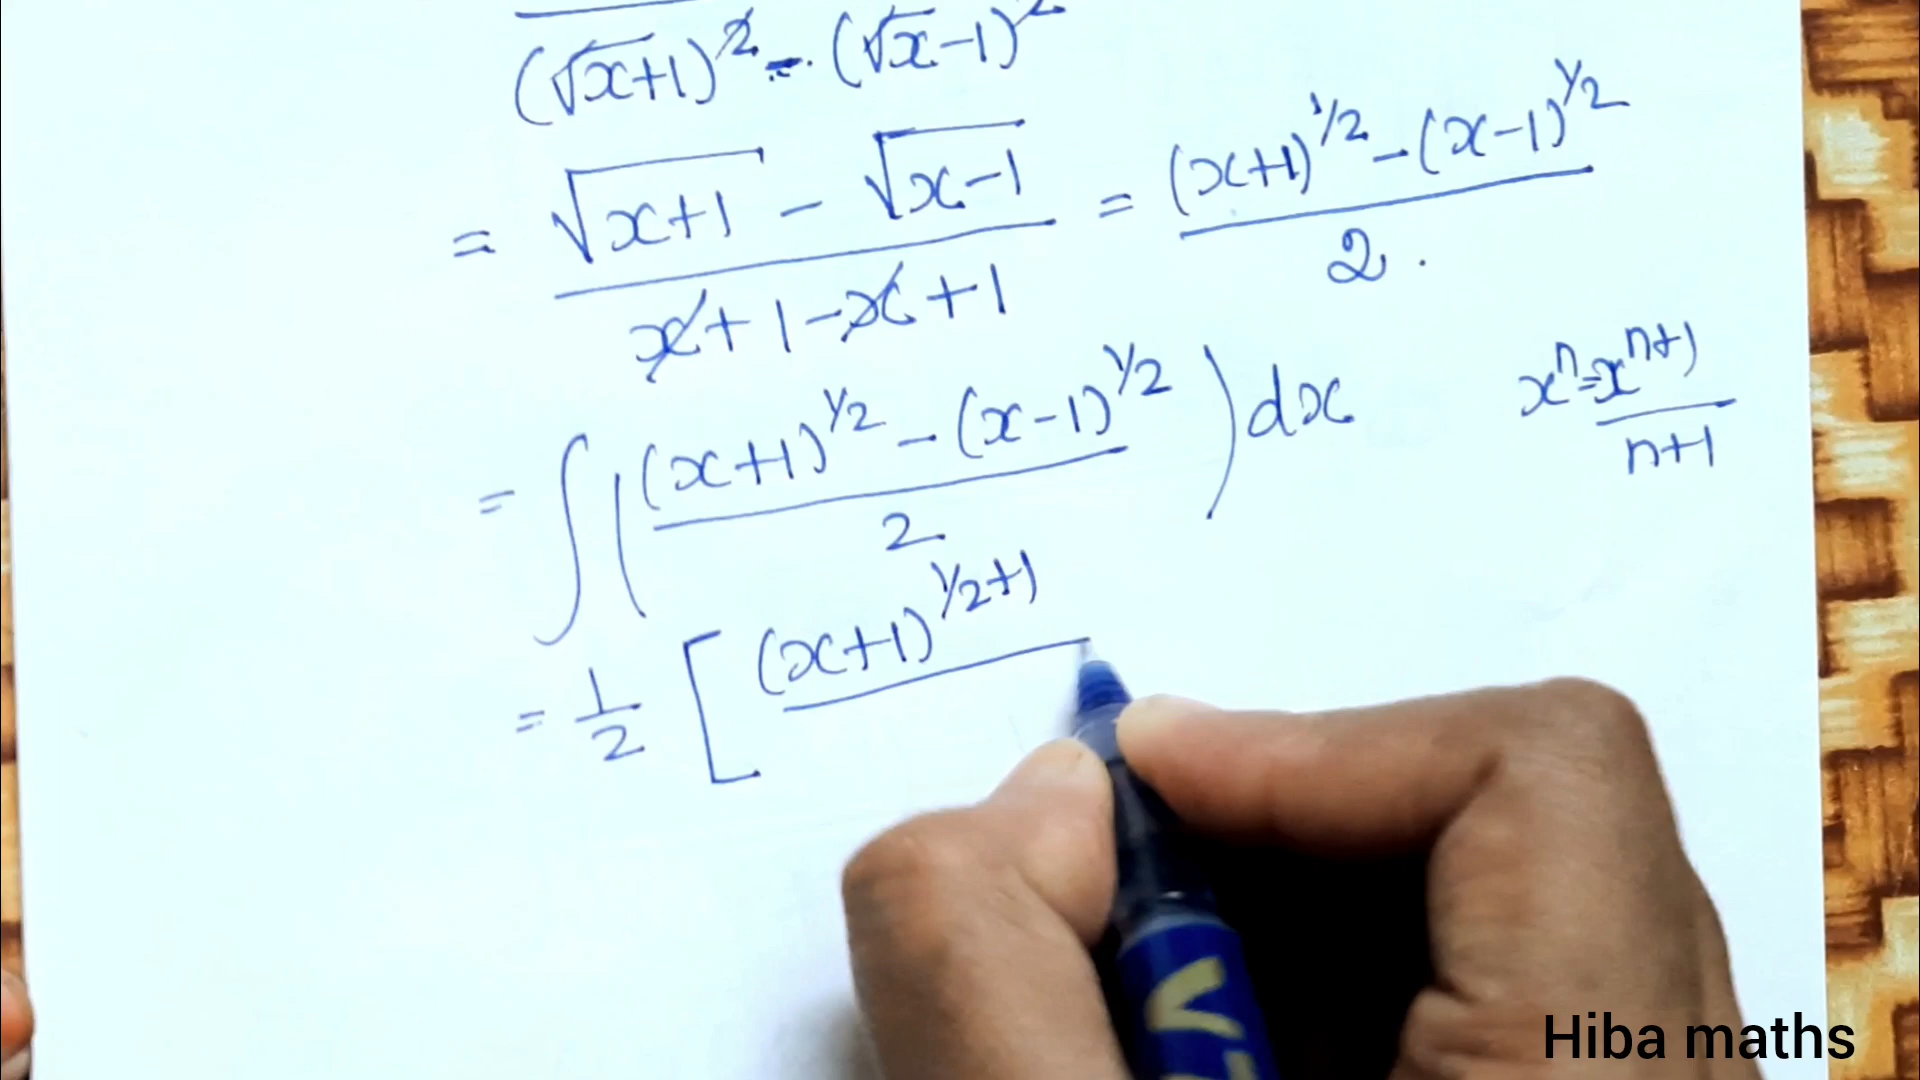 (√x+1)² - (√x-1)²
= √x+1 - √x-1 / x+1-x+1 = (x+1)^1/2 - (x-1)^1/2 / 2.
= ∫ ( (x+1)^1/2 - (x-1)^1/2 / 2 ) dx
xⁿ = x^n+1 / n+1
= 1/2 [ (x+1)^1/2+1
V
Hiba maths